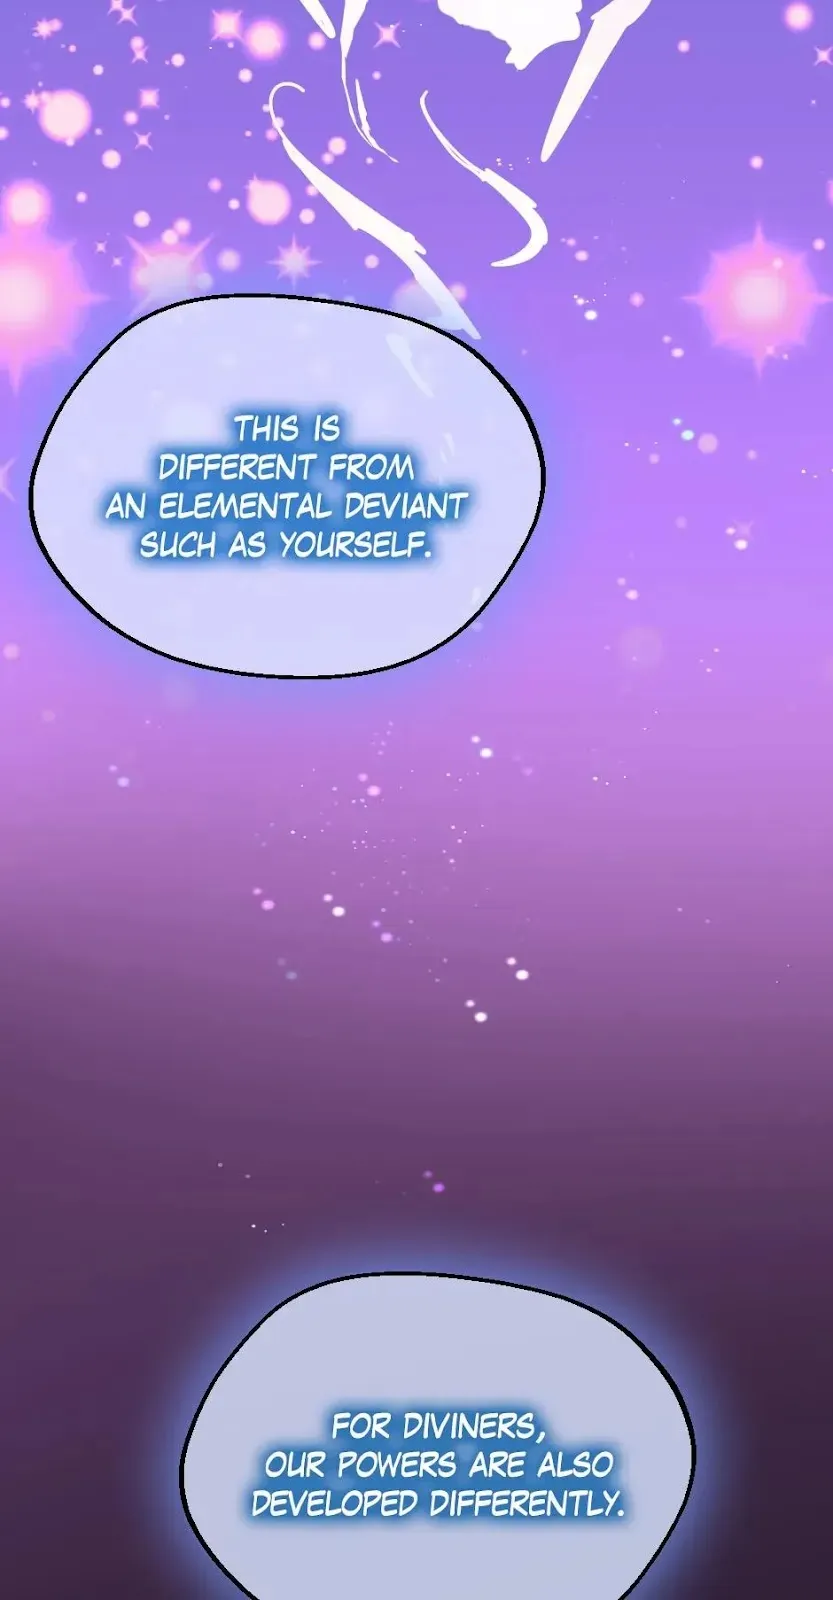 THIS IS
DIFFERENT FROM
AN ELEMENTAL DEVIANT
SUCH AS YOURSELF.
FOR DIVINERS,
OUR POWERS ARE ALSO
DEVELOPED DIFFERENTLY.